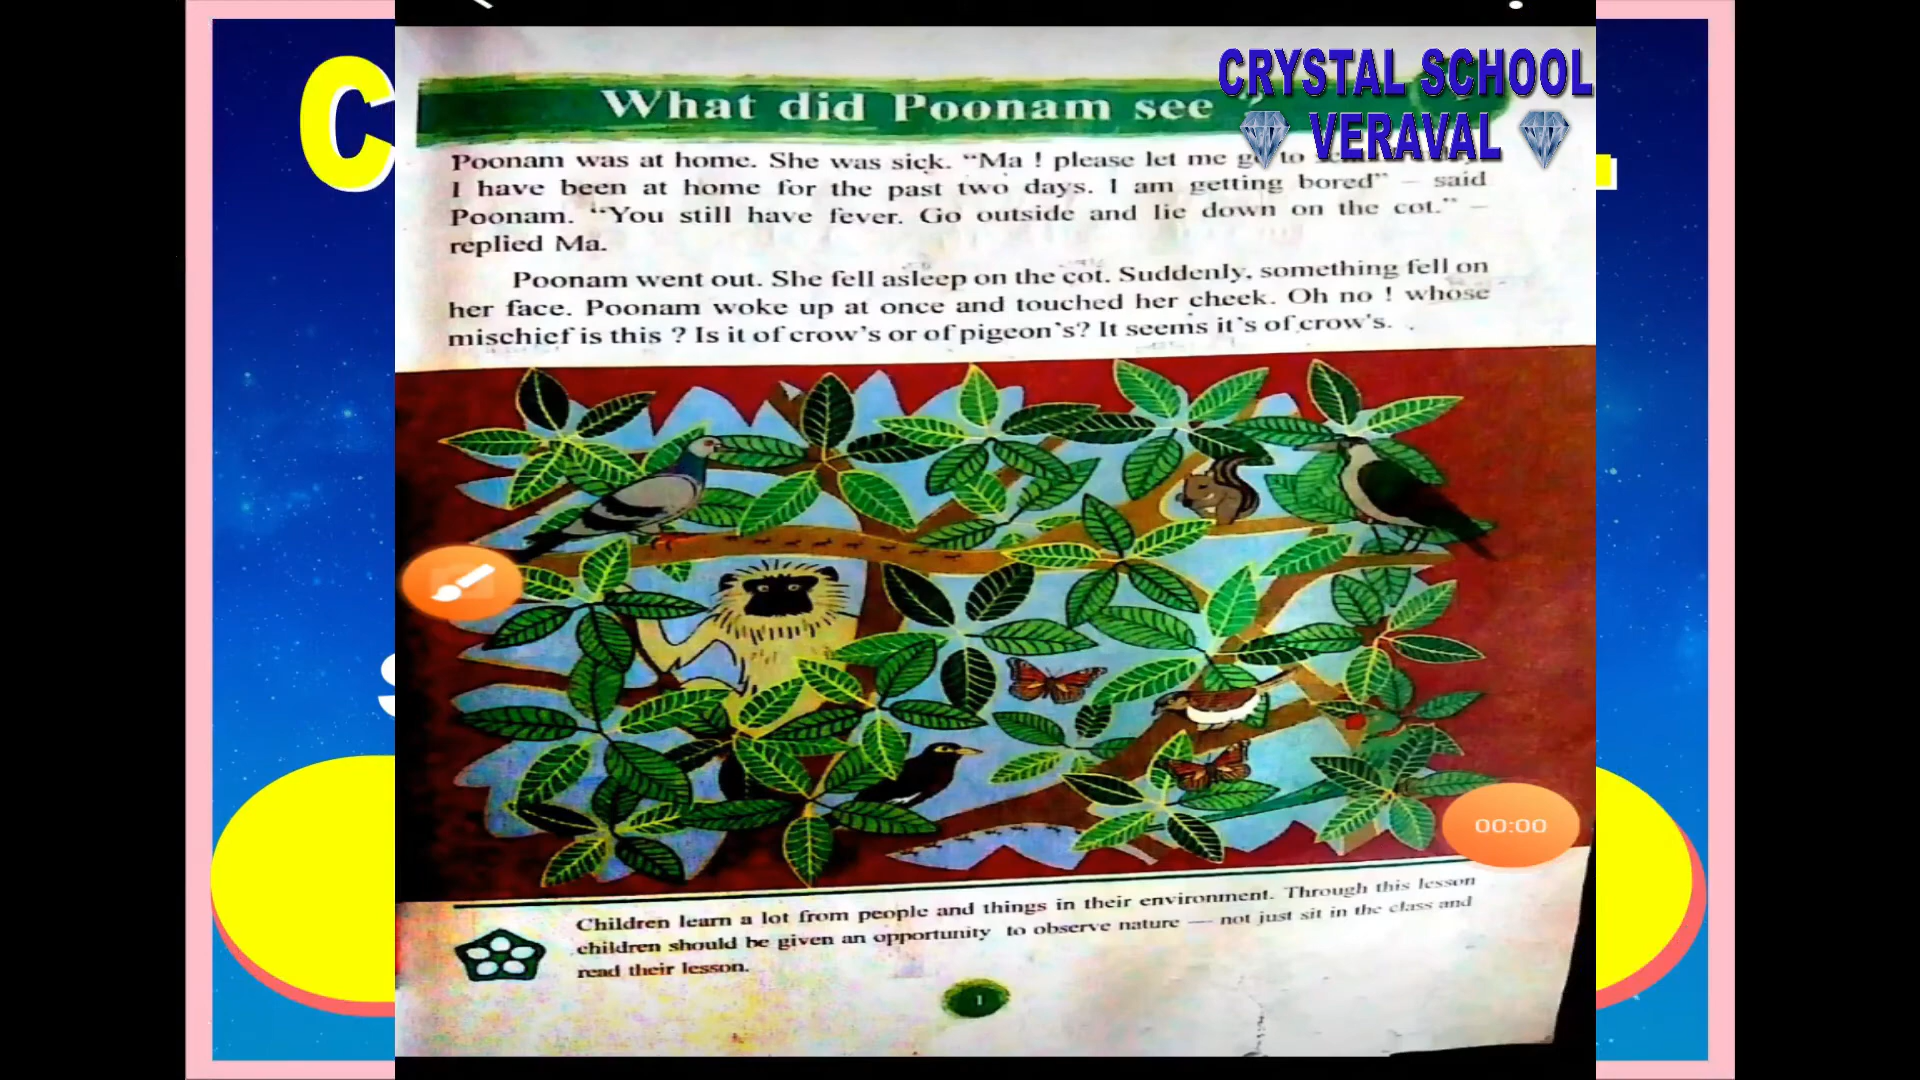 CRYSTAL SCHOOL
VERAVAL
What did Poonam see ?
Poonam was at home. She was sick. “Ma ! please let me go to
I have been at home for the past two days. I am getting bored” – said
Poonam. “You still have fever. Go outside and lie down on the cot.” –
replied Ma.
Poonam went out. She fell asleep on the cot. Suddenly, something fell on
her face. Poonam woke up at once and touched her cheek. Oh no ! whose
mischief is this ? Is it of crow’s or of pigeon’s? It seems it’s of crow's.
00:00
Children learn a lot from people and things in their environment. Through this lesson
children should be given an opportunity to observe nature — not just sit in the class and
read their lesson.
1